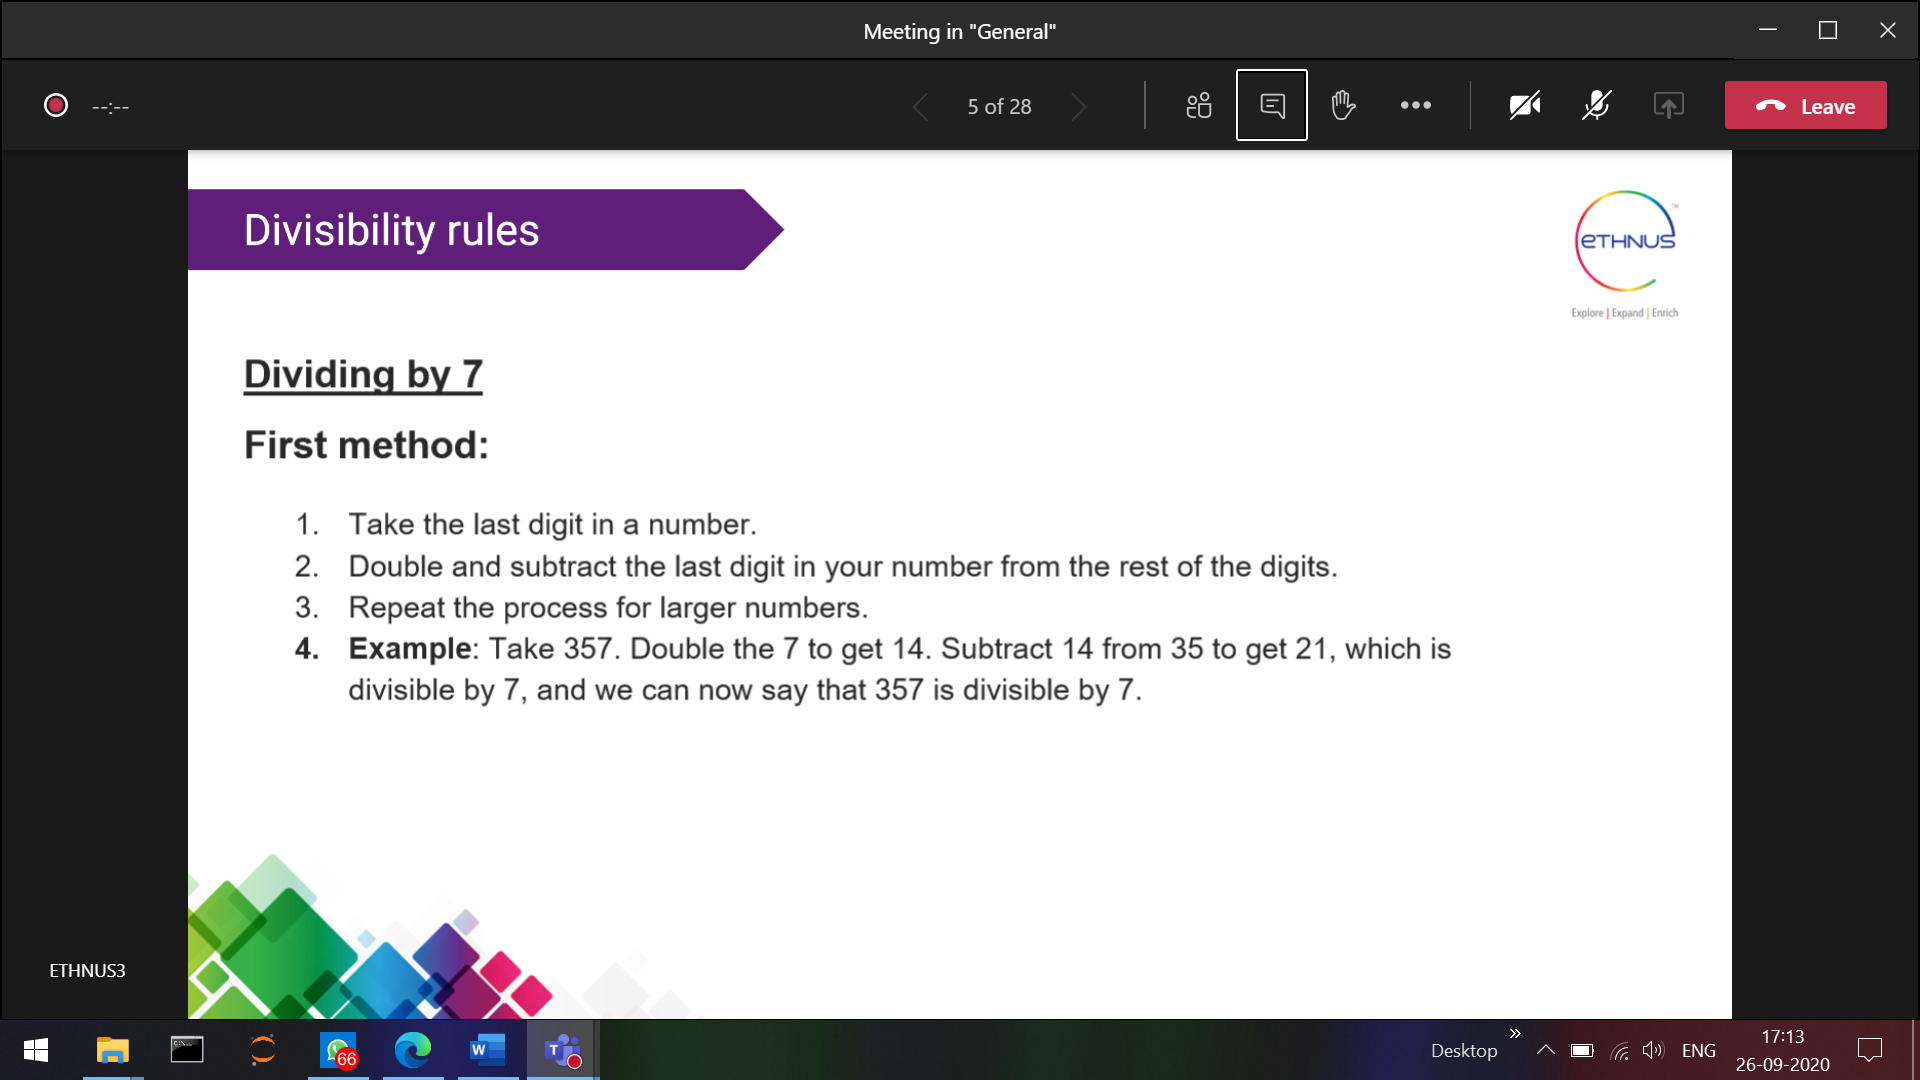 Meeting in "General"
--:--
5 of 28
Leave
Divisibility rules
eTHNUS
TM
Explore | Expand | Enrich
Dividing by 7
First method:
1. Take the last digit in a number.
2. Double and subtract the last digit in your number from the rest of the digits.
3. Repeat the process for larger numbers.
4. Example: Take 357. Double the 7 to get 14. Subtract 14 from 35 to get 21, which is
divisible by 7, and we can now say that 357 is divisible by 7.
ETHNUS3
66
W
T
Desktop
ENG
17:13
26-09-2020